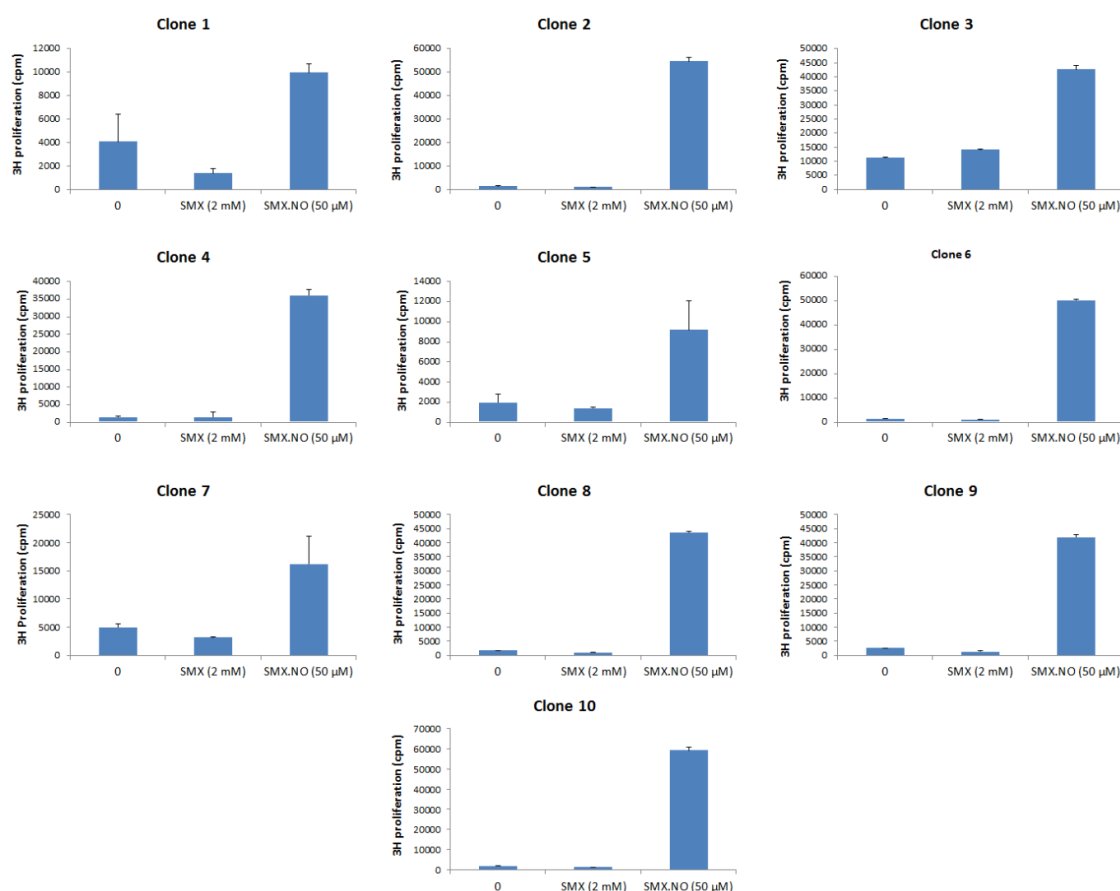 Clone 1
3H proliferation (cpm)
12000
10000
8000
6000
4000
2000
0
0 SMX (2 mM) SMX.NO (50 µM)
Clone 2
3H proliferation (cpm)
60000
50000
40000
30000
20000
10000
0
0 SMX (2 mM) SMX.NO (50 µM)
Clone 3
3H proliferation (cpm)
50000
45000
40000
35000
30000
25000
20000
15000
10000
5000
0
0 SMX (2 mM) SMX.NO (50 µM)
Clone 4
3H proliferation (cpm)
40000
35000
30000
25000
20000
15000
10000
5000
0
0 SMX (2 mM) SMX.NO (50 µM)
Clone 5
3H proliferation (cpm)
14000
12000
10000
8000
6000
4000
2000
0
0 SMX (2 mM) SMX.NO (50 µM)
Clone 6
3H proliferation (cpm)
60000
50000
40000
30000
20000
10000
0
0 SMX (2 mM) SMX.NO (50 µM)
Clone 7
3H Proliferation (cpm)
25000
20000
15000
10000
5000
0
0 SMX (2 mM) SMX.NO (50 µM)
Clone 8
3H proliferation (cpm)
50000
45000
40000
35000
30000
25000
20000
15000
10000
5000
0
0 SMX (2 mM) SMX.NO (50 µM)
Clone 9
3H proliferation (cpm)
50000
45000
40000
35000
30000
25000
20000
15000
10000
5000
0
0 SMX (2 mM) SMX.NO (50 µM)
Clone 10
3H proliferation (cpm)
70000
60000
50000
40000
30000
20000
10000
0
0 SMX (2 mM) SMX.NO (50 µM)